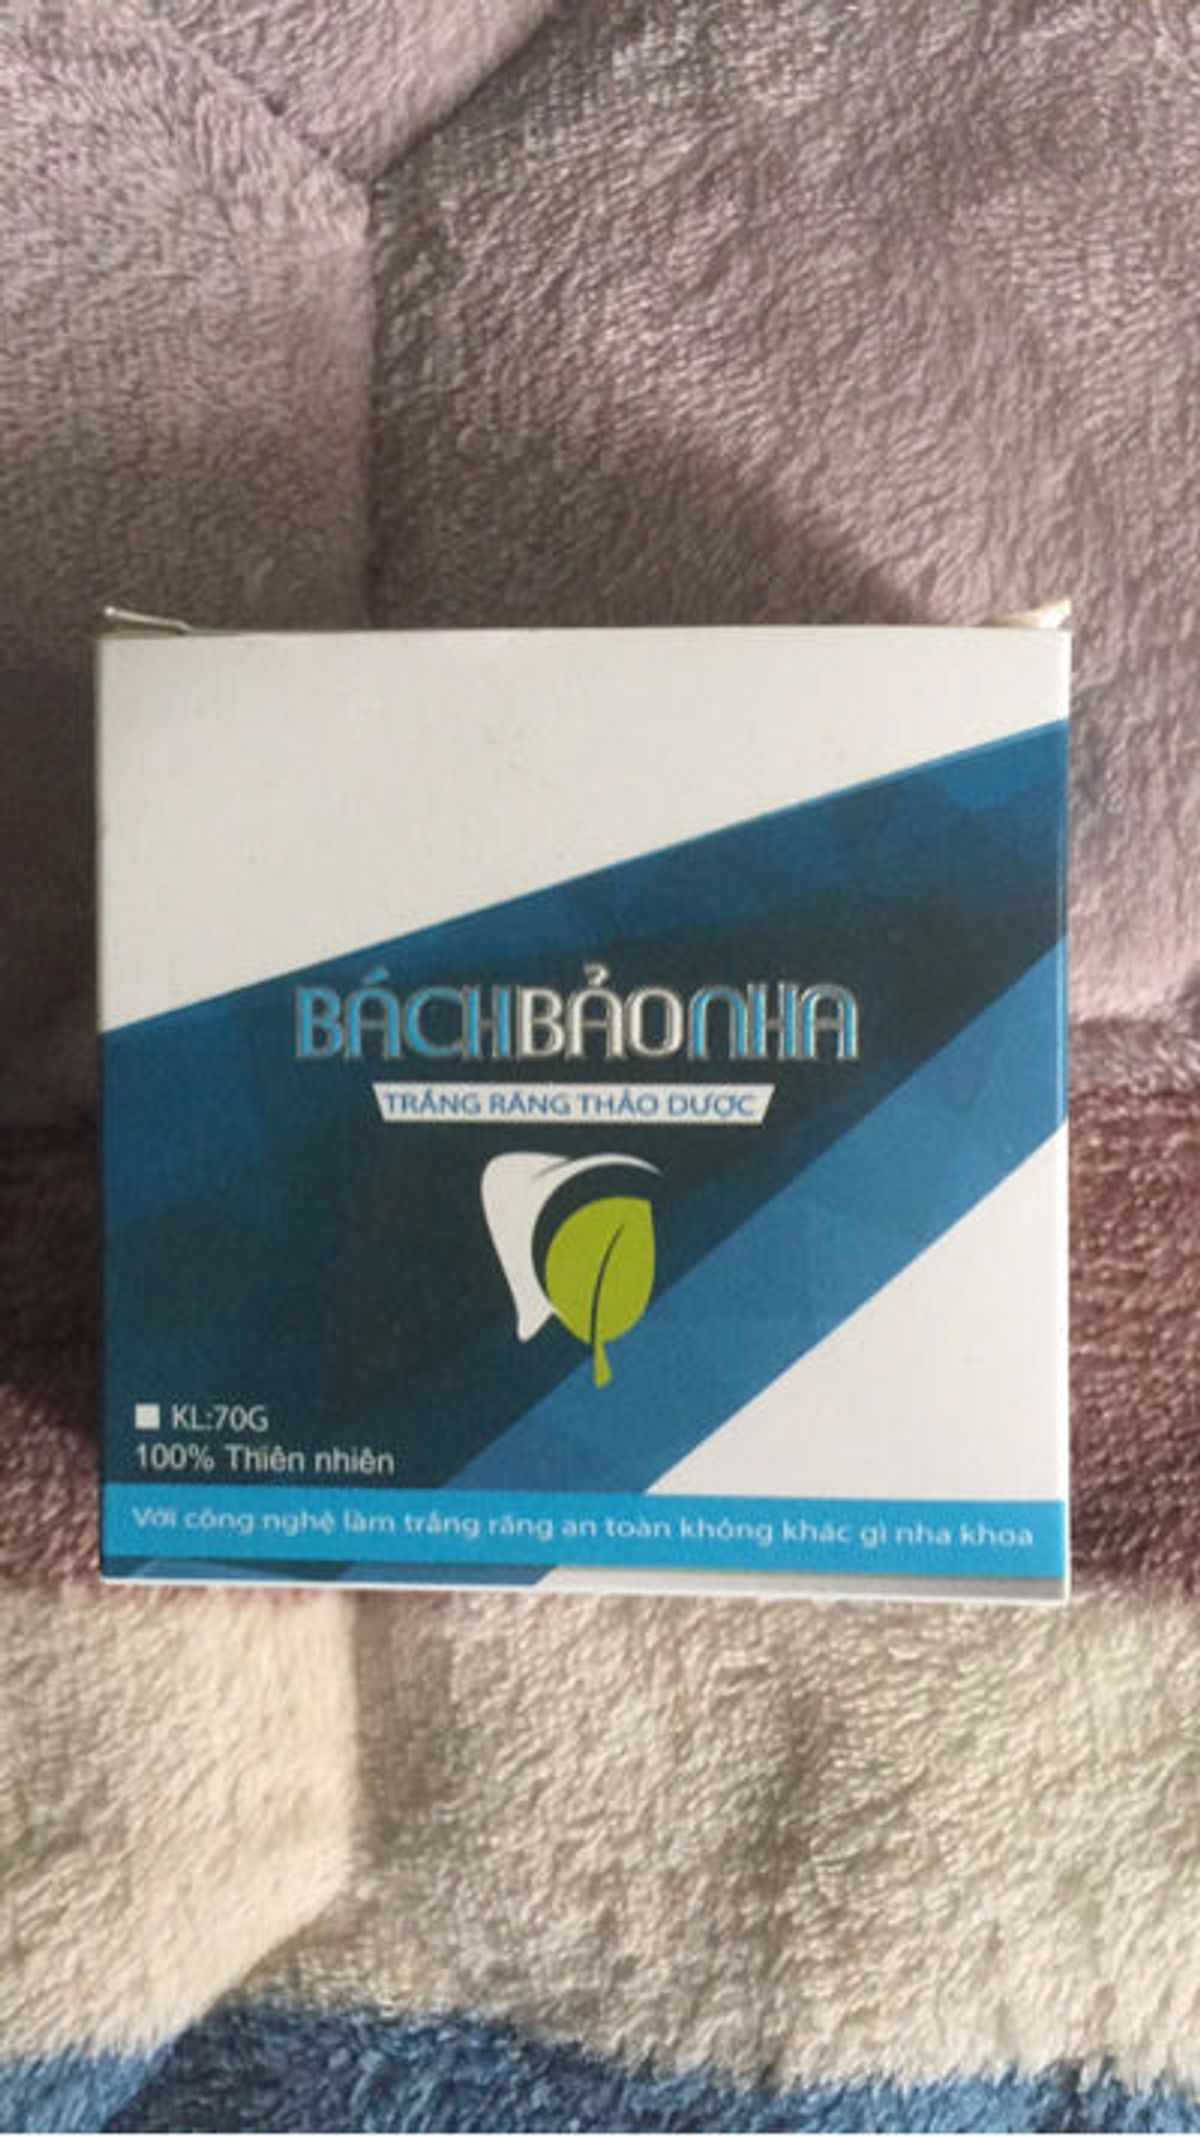 BÁCHBẢONHA
TRẮNG RĂNG THẢO DƯỢC
KL:70G
100% Thiên nhiên
Với công nghệ làm trắng răng an toàn không khác gì nha khoa